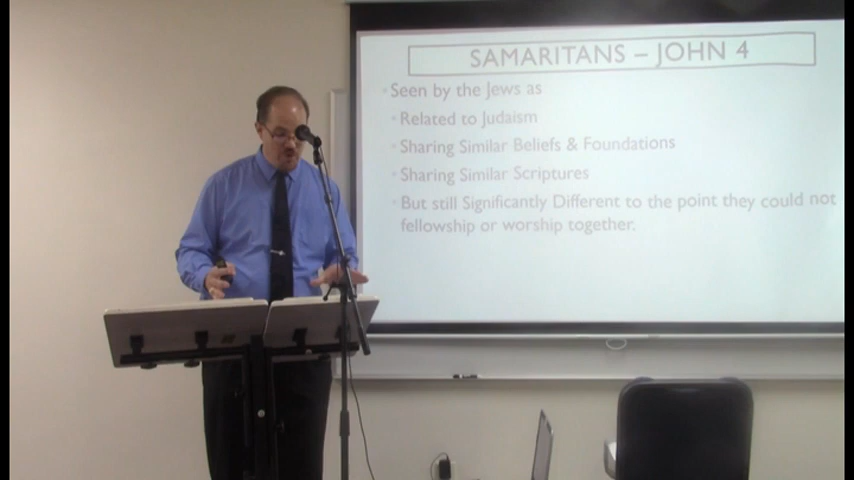 SAMARITANS – JOHN 4
Seen by the Jews as
Related to Judaism
Sharing Similar Beliefs & Foundations
Sharing Similar Scriptures
But still Significantly Different to the point they could not
fellowship or worship together.